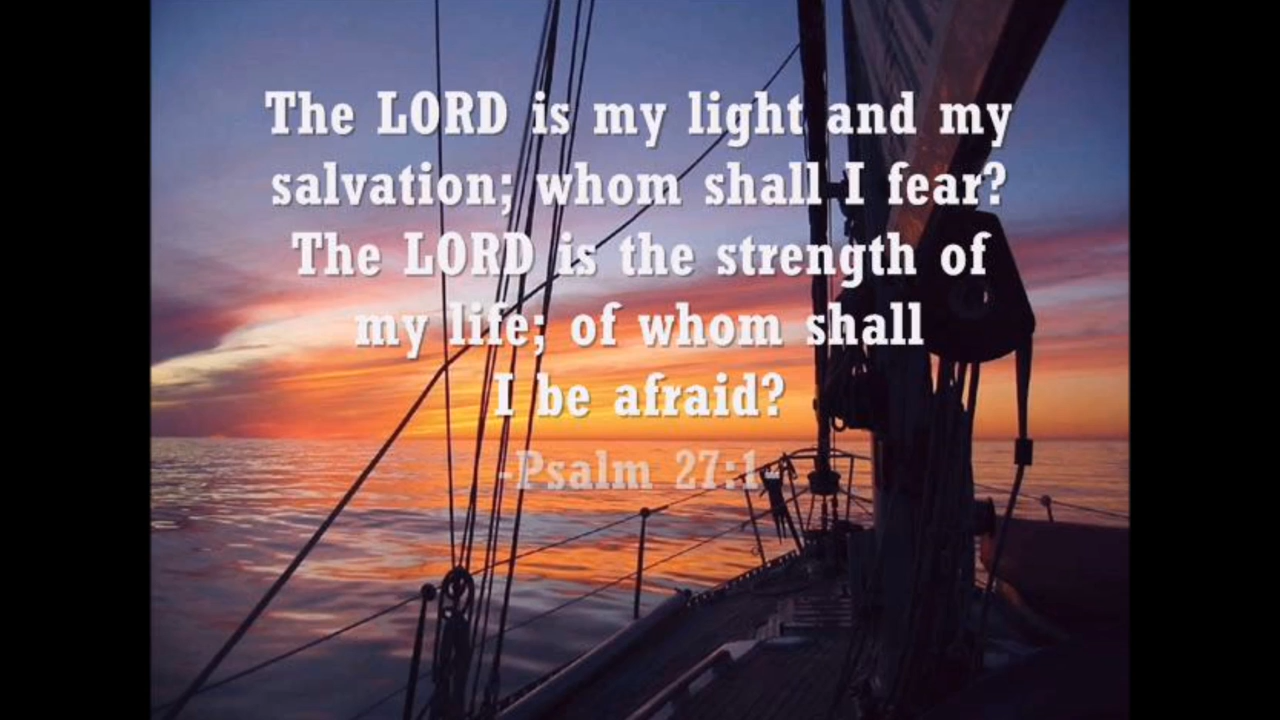 The LORD is my light and my
salvation; whom shall I fear?
The LORD is the strength of
my life; of whom shall
I be afraid?
-Psalm 27:1-